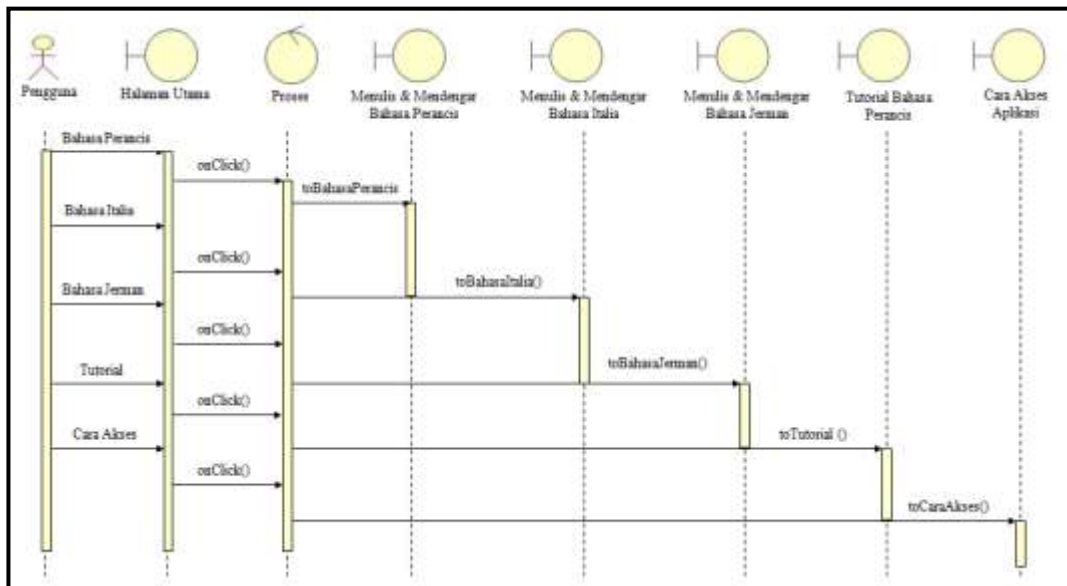 Pengguna
Halaman Utama
Proses
Menulis & Mendengar
Bahasa Perancis
Menulis & Mendengar
Bahasa Italia
Menulis & Mendengar
Bahasa Jerman
Tutorial Bahasa
Perancis
Cara Akses
Aplikasi
Bahasa Perancis
onClick()
toBahasaPerancis
Bahasa Italia
onClick()
toBahasaItalia()
Bahasa Jerman
onClick()
toBahasaJerman()
Tutorial
onClick()
Cara Akses
toTutorial ()
onClick()
toCaraAkses()